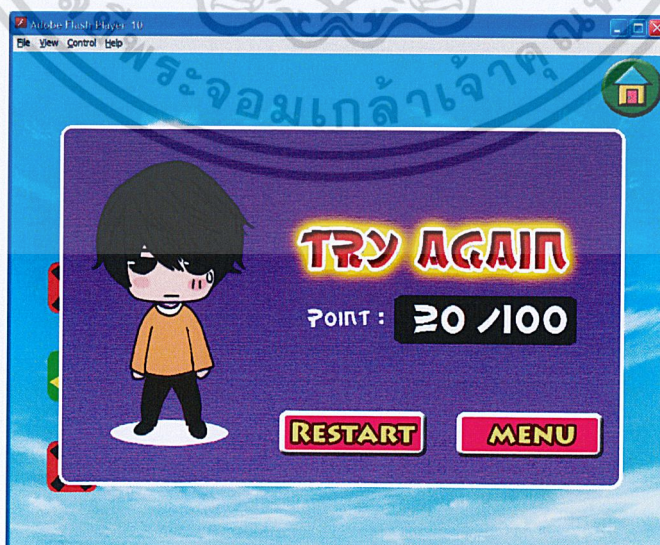 Adobe Flash Player 10
File View Control Help
พระจอมเกล้าเจ้าคุณ
TRY AGAIN
POINT : 20 /100
RESTART
MENU